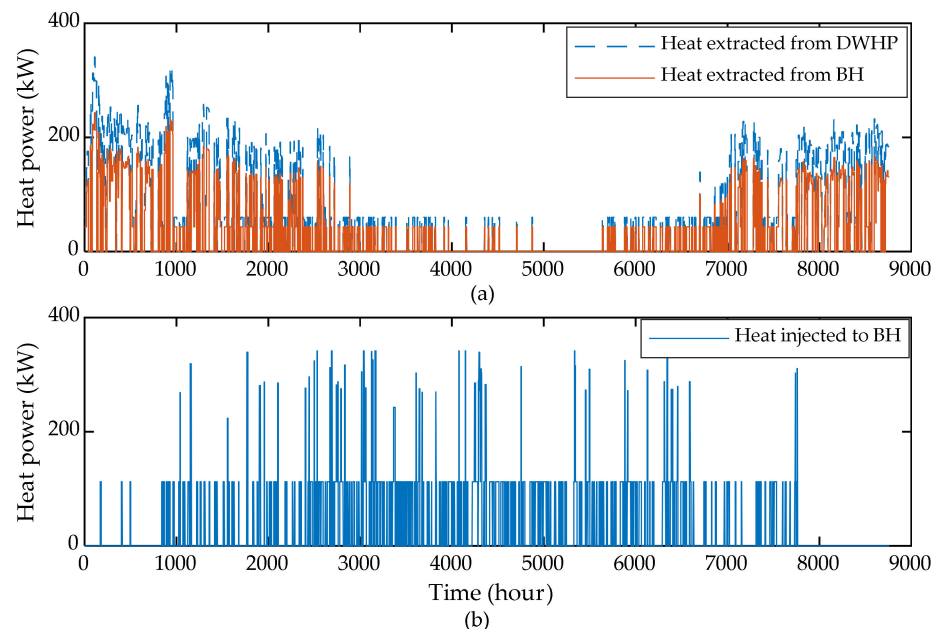 400
Heat extracted from DWHP
Heat extracted from BH
Heat power (kW)
200
0
0 1000 2000 3000 4000 5000 6000 7000 8000 9000
(a)
400
Heat injected to BH
Heat power (kW)
200
0
0 1000 2000 3000 4000 5000 6000 7000 8000 9000
Time (hour)
(b)